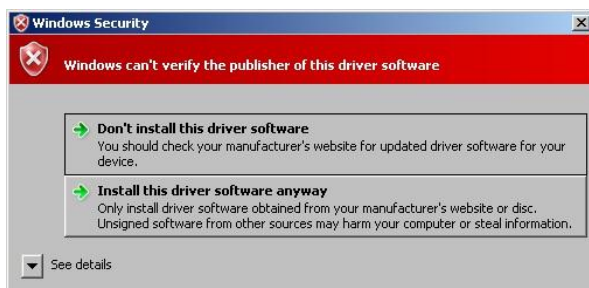 Windows Security
Windows can't verify the publisher of this driver software
Don't install this driver software
You should check your manufacturer's website for updated driver software for your
device.
Install this driver software anyway
Only install driver software obtained from your manufacturer's website or disc.
Unsigned software from other sources may harm your computer or steal information.
See details